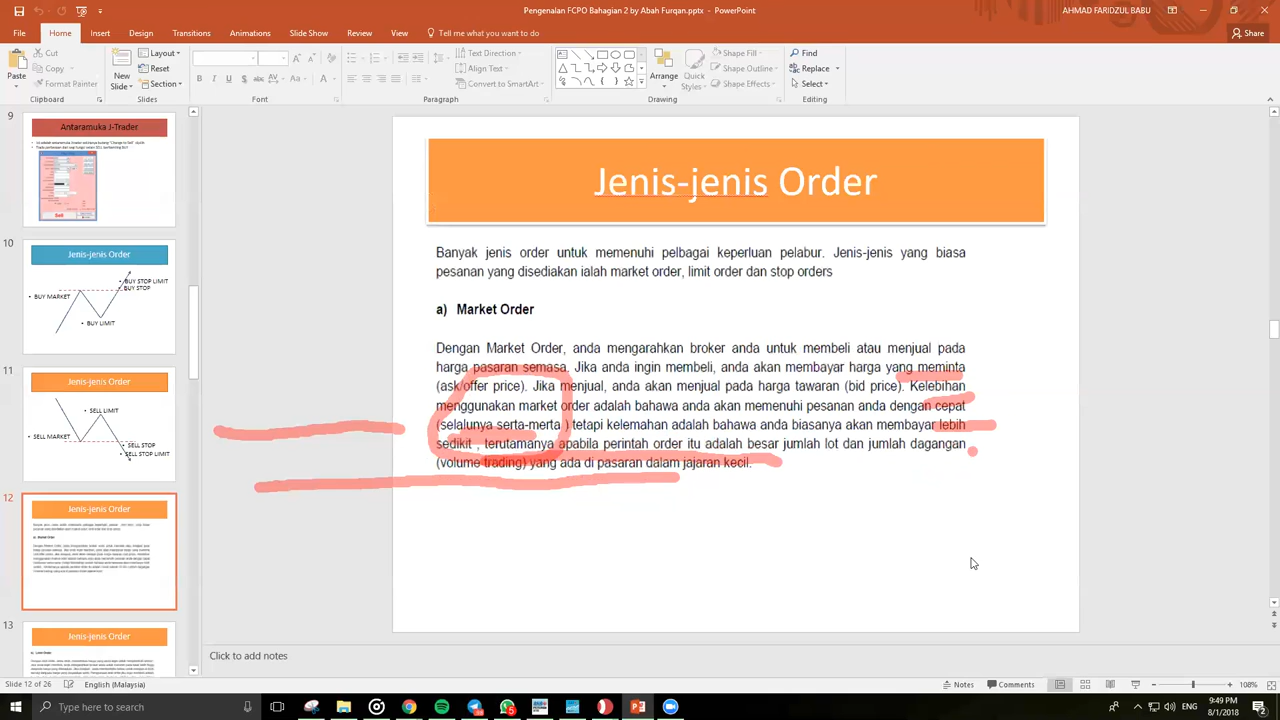 Pengenalan FCPO Bahagian 2 by Abah Furqan.pptx - PowerPoint
AHMAD FARIDZUL BABU
File Home Insert Design Transitions Animations Slide Show Review View Tell me what you want to do
Share
Cut
Copy
Format Painter
Paste
Clipboard
New Slide
Layout
Reset
Section
Slides
Font
Text Direction
Align Text
Convert to SmartArt
Paragraph
Arrange
Quick Styles
Shape Fill
Shape Outline
Shape Effects
Drawing
Find
Replace
Select
Editing
9
Antaramuka J-Trader
Sell
10
Jenis-jenis Order
BUY STOP LIMIT
BUY STOP
BUY MARKET
BUY LIMIT
11
Jenis-jenis Order
SELL LIMIT
SELL MARKET
SELL STOP
SELL STOP LIMIT
12
Jenis-jenis Order
13
Jenis-jenis Order
Jenis-jenis Order
Banyak jenis order untuk memenuhi pelbagai keperluan pelabur. Jenis-jenis yang biasa
pesanan yang disediakan ialah market order, limit order dan stop orders
a) Market Order
Dengan Market Order, anda mengarahkan broker anda untuk membeli atau menjual pada
harga pasaran semasa. Jika anda ingin membeli, anda akan membayar harga yang meminta
(ask/offer price). Jika menjual, anda akan menjual pada harga tawaran (bid price). Kelebihan
menggunakan market order adalah bahawa anda akan memenuhi pesanan anda dengan cepat
(selalunya serta-merta ) tetapi kelemahan adalah bahawa anda biasanya akan membayar lebih
sedikit , terutamanya apabila perintah order itu adalah besar jumlah lot dan jumlah dagangan
(volume trading) yang ada di pasaran dalam jajaran kecil.
Click to add notes
Slide 12 of 26
English (Malaysia)
Notes
Comments
108%
Type here to search
9:49 PM
8/1/2018